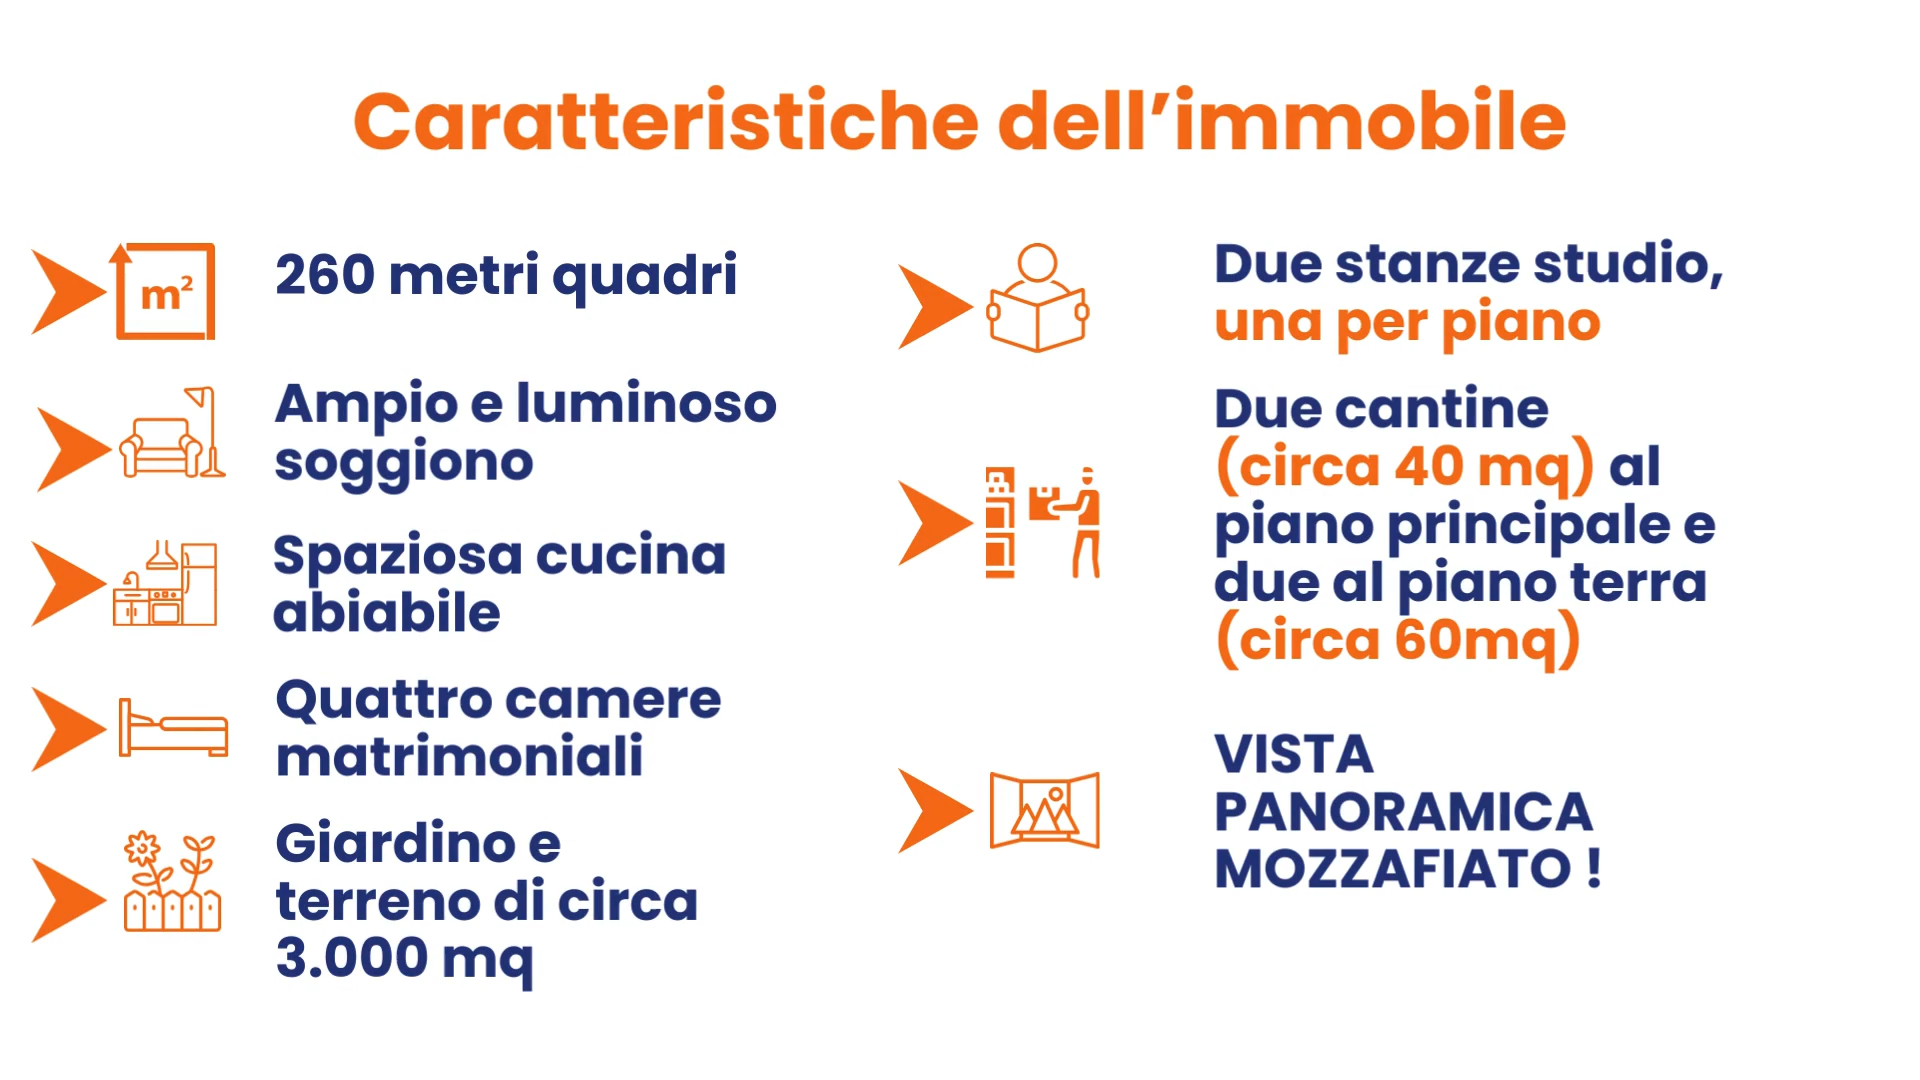 Caratteristiche dell’immobile
m²
260 metri quadri
Ampio e luminoso
soggiono
Spaziosa cucina
abiabile
Quattro camere
matrimoniali
Giardino e
terreno di circa
3.000 mq
Due stanze studio,
una per piano
Due cantine
(circa 40 mq) al
piano principale e
due al piano terra
(circa 60mq)
VISTA
PANORAMICA
MOZZAFIATO !